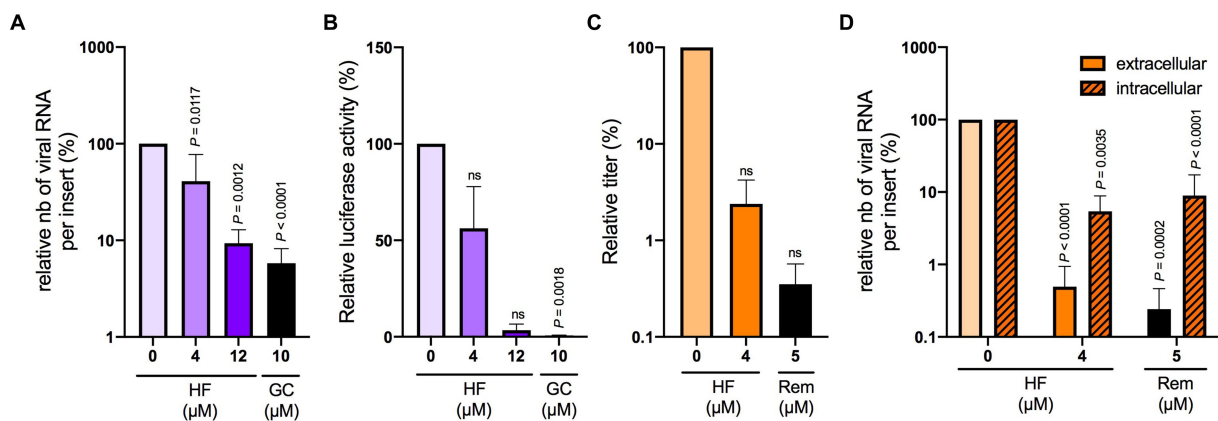 A
relative nb of viral RNA
per insert (%)
1000
100
10
1
P = 0.0117
P = 0.0012
P < 0.0001
0 4 12 10
HF GC
(µM) (µM)
B
Relative luciferase activity (%)
150
100
50
0
ns
ns
P = 0.0018
0 4 12 10
HF GC
(µM) (µM)
C
Relative titer (%)
100
10
1
0.1
ns
ns
0 4 5
HF Rem
(µM) (µM)
D
relative nb of viral RNA
per insert (%)
1000
100
10
1
0.1
extracellular
intracellular
P < 0.0001
P = 0.0035
P = 0.0002
P < 0.0001
0 4 5
HF Rem
(µM) (µM)